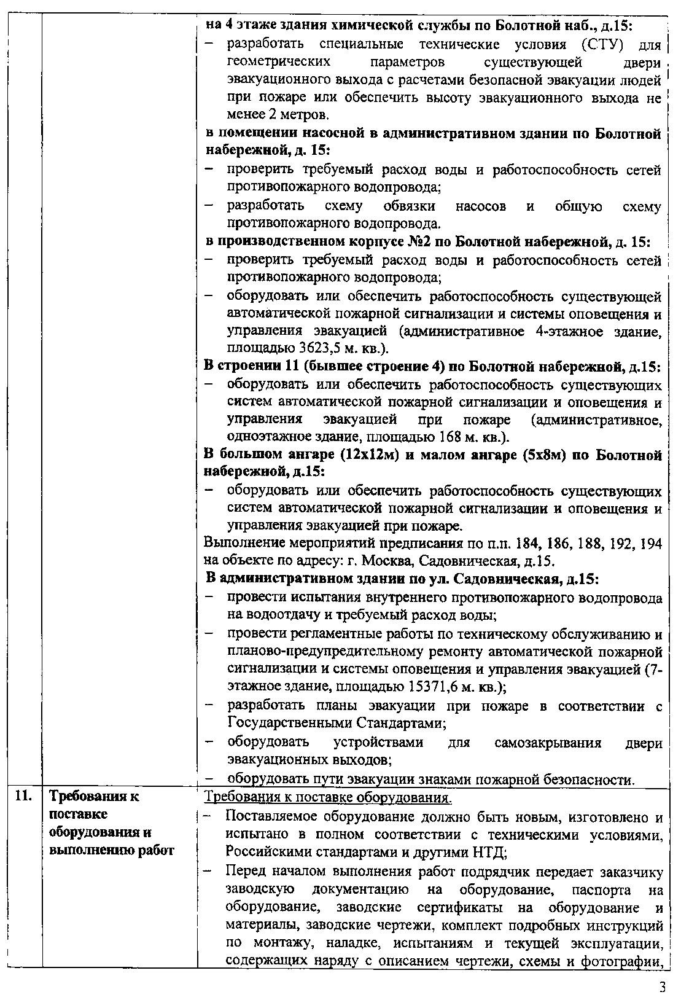 на 4 этаже здания химической службы по Болотной наб., д.15:
– разработать специальные технические условия (СТУ) для
геометрических параметров существующей двери
эвакуационного выхода с расчетами безопасной эвакуации людей
при пожаре или обеспечить высоту эвакуационного выхода не
менее 2 метров.
в помещении насосной в административном здании по Болотной
набережной, д. 15:
– проверить требуемый расход воды и работоспособность сетей
противопожарного водопровода;
– разработать схему обвязки насосов и общую схему
противопожарного водопровода.
в производственном корпусе №2 по Болотной набережной, д. 15:
– проверить требуемый расход воды и работоспособность сетей
противопожарного водопровода;
– оборудовать или обеспечить работоспособность существующей
автоматической пожарной сигнализации и системы оповещения и
управления эвакуацией (административное 4-этажное здание,
площадью 3623,5 м. кв.).
В строении 11 (бывшее строение 4) по Болотной набережной, д.15:
– оборудовать или обеспечить работоспособность существующих
систем автоматической пожарной сигнализации и оповещения и
управления эвакуацией при пожаре (административное,
одноэтажное здание, площадью 168 м. кв.).
В большом ангаре (12х12м) и малом ангаре (5х8м) по Болотной
набережной, д.15:
– оборудовать или обеспечить работоспособность существующих
систем автоматической пожарной сигнализации и оповещения и
управления эвакуацией при пожаре.
Выполнение мероприятий предписания по п.п. 184, 186, 188, 192, 194
на объекте по адресу: г. Москва, Садовническая, д.15.
В административном здании по ул. Садовническая, д.15:
– провести испытания внутреннего противопожарного водопровода
на водоотдачу и требуемый расход воды;
– провести регламентные работы по техническому обслуживанию и
планово-предупредительному ремонту автоматической пожарной
сигнализации и системы оповещения и управления эвакуацией (7-
этажное здание, площадью 15371,6 м. кв.);
– разработать планы эвакуации при пожаре в соответствии с
Государственными Стандартами;
– оборудовать устройствами для самозакрывания двери
эвакуационных выходов;
– оборудовать пути эвакуации знаками пожарной безопасности.
11. Требования к
поставке
оборудования и
выполнению работ
Требования к поставке оборудования.
– Поставляемое оборудование должно быть новым, изготовлено и
испытано в полном соответствии с техническими условиями,
Российскими стандартами и другими НТД;
– Перед началом выполнения работ подрядчик передает заказчику
заводскую документацию на оборудование, паспорта на
оборудование, заводские сертификаты на оборудование и
материалы, заводские чертежи, комплект подробных инструкций
по монтажу, наладке, испытаниям и текущей эксплуатации,
содержащих наряду с описанием чертежи, схемы и фотографии,
3